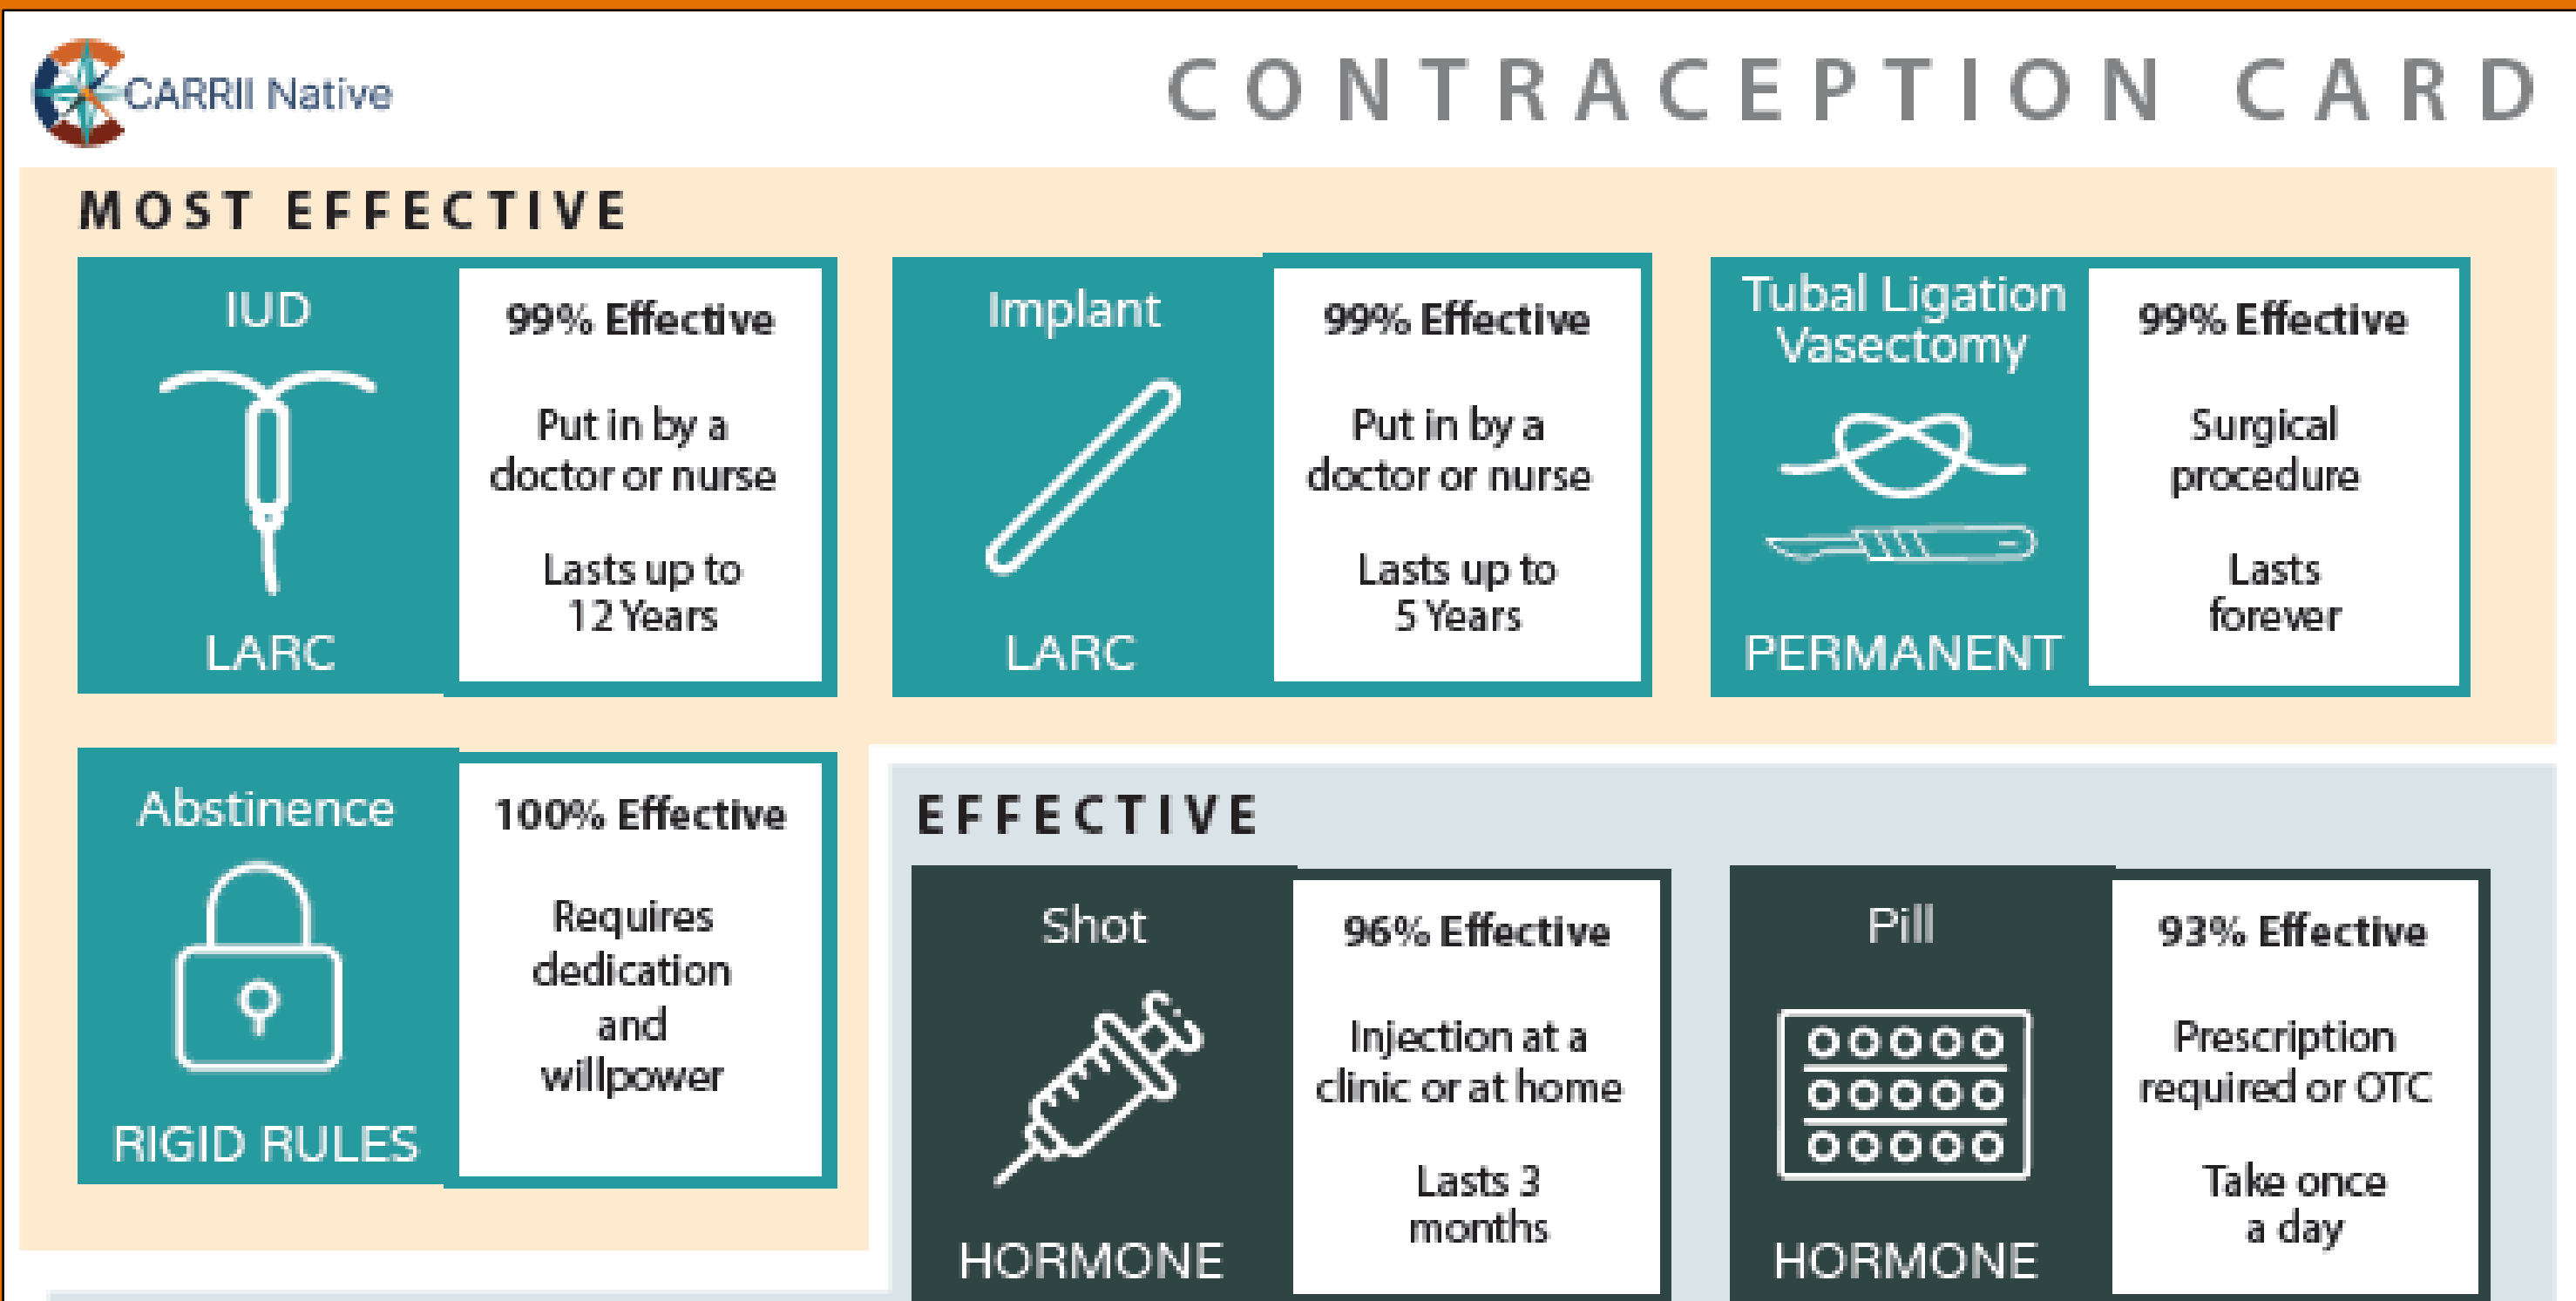 CARRII Native
CONTRACEPTION CARD
MOST EFFECTIVE
IUD
LARC
99% Effective
Put in by a
doctor or nurse
Lasts up to
12 Years
Implant
LARC
99% Effective
Put in by a
doctor or nurse
Lasts up to
5 Years
Tubal Ligation
Vasectomy
PERMANENT
99% Effective
Surgical
procedure
Lasts
forever
Abstinence
RIGID RULES
100% Effective
Requires
dedication
and
willpower
EFFECTIVE
Shot
HORMONE
96% Effective
Injection at a
clinic or at home
Lasts 3
months
Pill
HORMONE
93% Effective
Prescription
required or OTC
Take once
a day